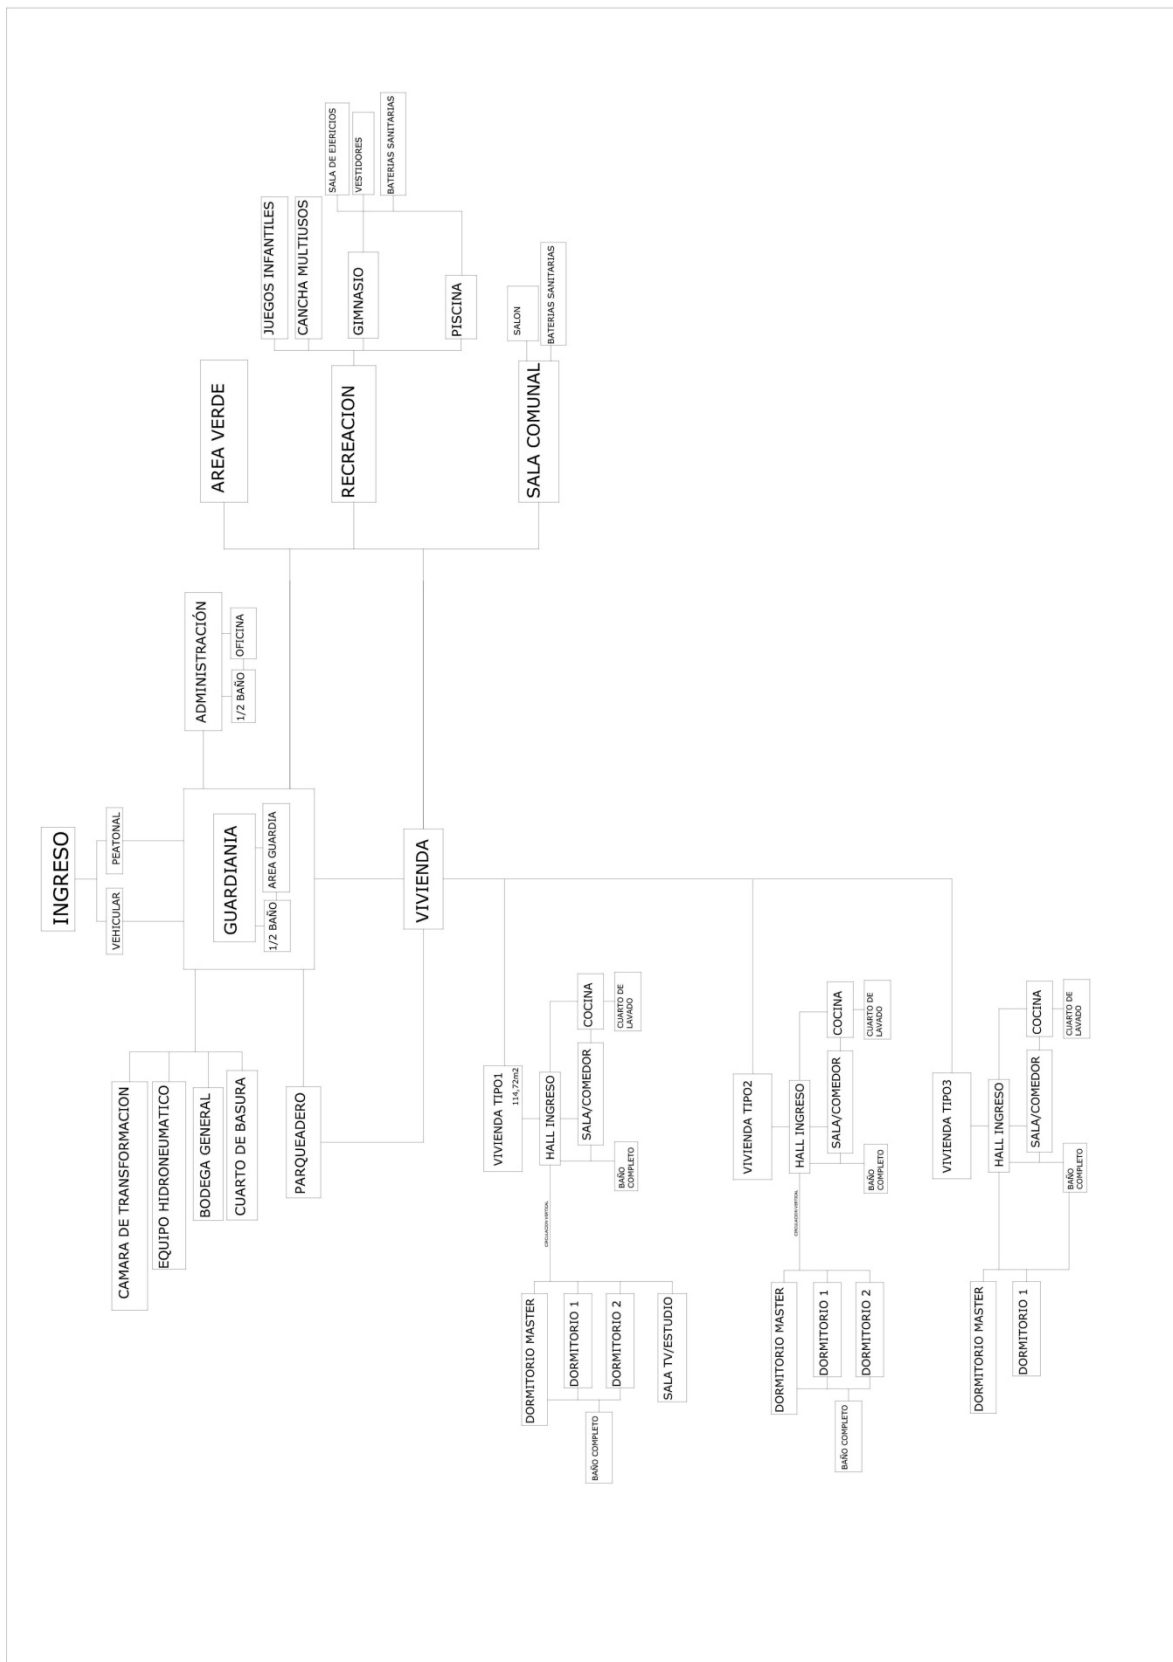 INGRESO
VEHICULAR
PEATONAL
GUARDIANIA
1/2 BAÑO
AREA GUARDIA
ADMINISTRACIÓN
1/2 BAÑO
OFICINA
CAMARA DE TRANSFORMACION
EQUIPO HIDRONEUMATICO
BODEGA GENERAL
CUARTO DE BASURA
PARQUEADERO
AREA VERDE
RECREACION
JUEGOS INFANTILES
CANCHA MULTIUSOS
GIMNASIO
SALA DE EJERICIOS
VESTIDORES
BATERIAS SANITARIAS
PISCINA
SALA COMUNAL
SALON
BATERIAS SANITARIAS
VIVIENDA
VIVIENDA TIPO1
114,72m2
HALL INGRESO
SALA/COMEDOR
COCINA
BAÑO
COMPLETO
CUARTO DE
LAVADO
CIRCULACION VERTICAL
DORMITORIO MASTER
DORMITORIO 1
DORMITORIO 2
SALA TV/ESTUDIO
BAÑO COMPLETO
VIVIENDA TIPO2
HALL INGRESO
SALA/COMEDOR
COCINA
BAÑO
COMPLETO
CUARTO DE
LAVADO
CIRCULACION VERTICAL
DORMITORIO MASTER
DORMITORIO 1
DORMITORIO 2
BAÑO COMPLETO
VIVIENDA TIPO3
HALL INGRESO
SALA/COMEDOR
COCINA
BAÑO
COMPLETO
CUARTO DE
LAVADO
DORMITORIO MASTER
DORMITORIO 1